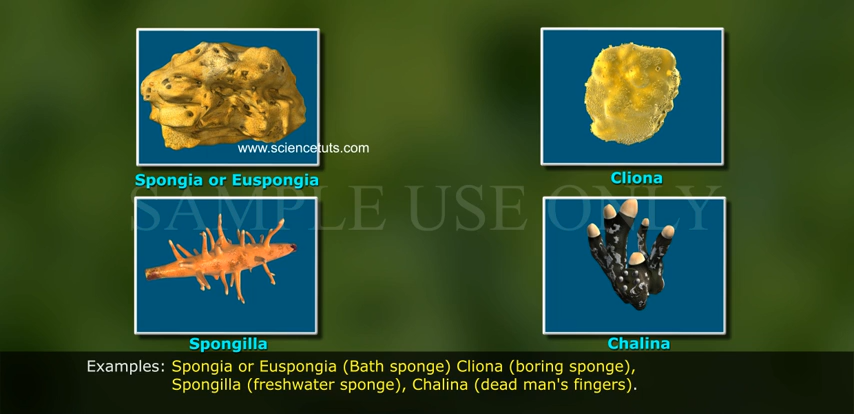 www.sciencetuts.com
Spongia or Euspongia
Cliona
SAMPLE USE ONLY
Spongilla
Chalina
Examples: Spongia or Euspongia (Bath sponge) Cliona (boring sponge),
Spongilla (freshwater sponge), Chalina (dead man's fingers).